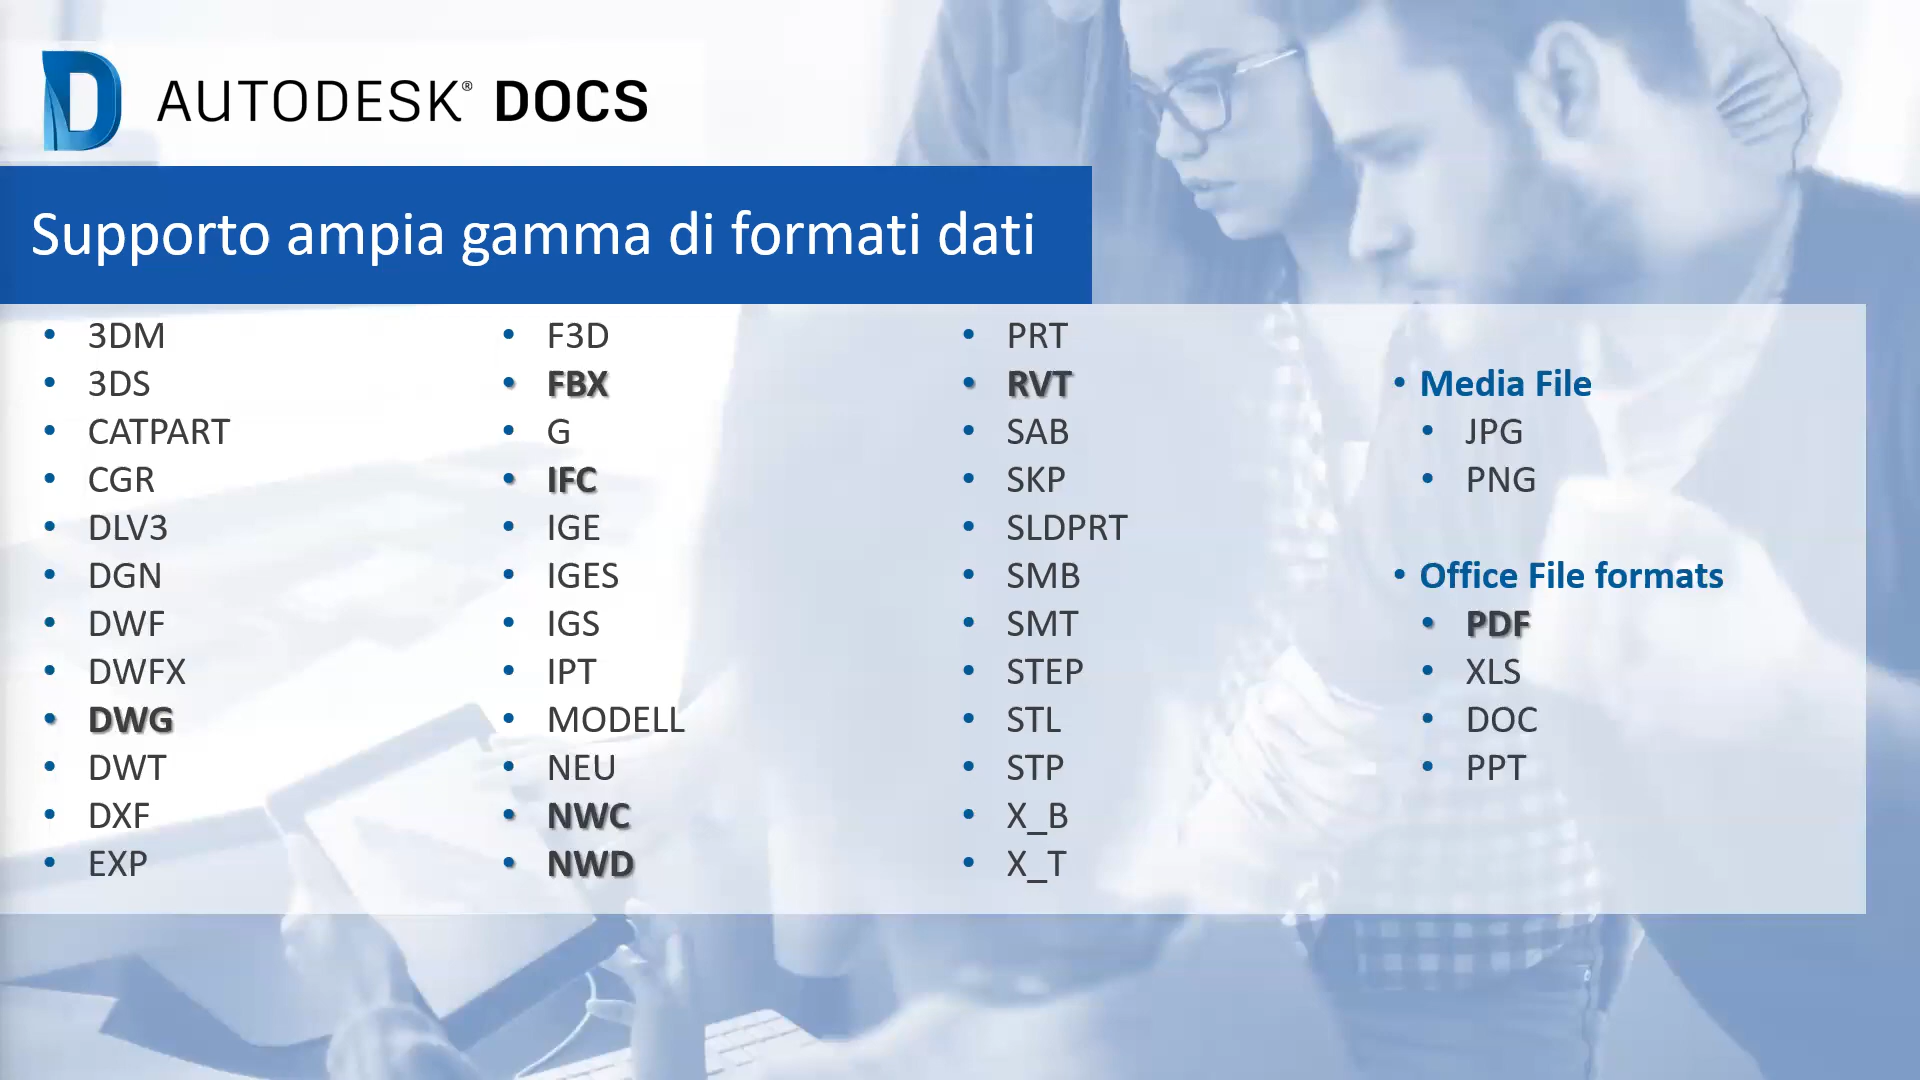 AUTODESK® DOCS
Supporto ampia gamma di formati dati
• 3DM
• 3DS
• CATPART
• CGR
• DLV3
• DGN
• DWF
• DWFX
• DWG
• DWT
• DXF
• EXP
• F3D
• FBX
• G
• IFC
• IGE
• IGES
• IGS
• IPT
• MODELL
• NEU
• NWC
• NWD
• PRT
• RVT
• SAB
• SKP
• SLDPRT
• SMB
• SMT
• STEP
• STL
• STP
• X_B
• X_T
• Media File
• JPG
• PNG
• Office File formats
• PDF
• XLS
• DOC
• PPT